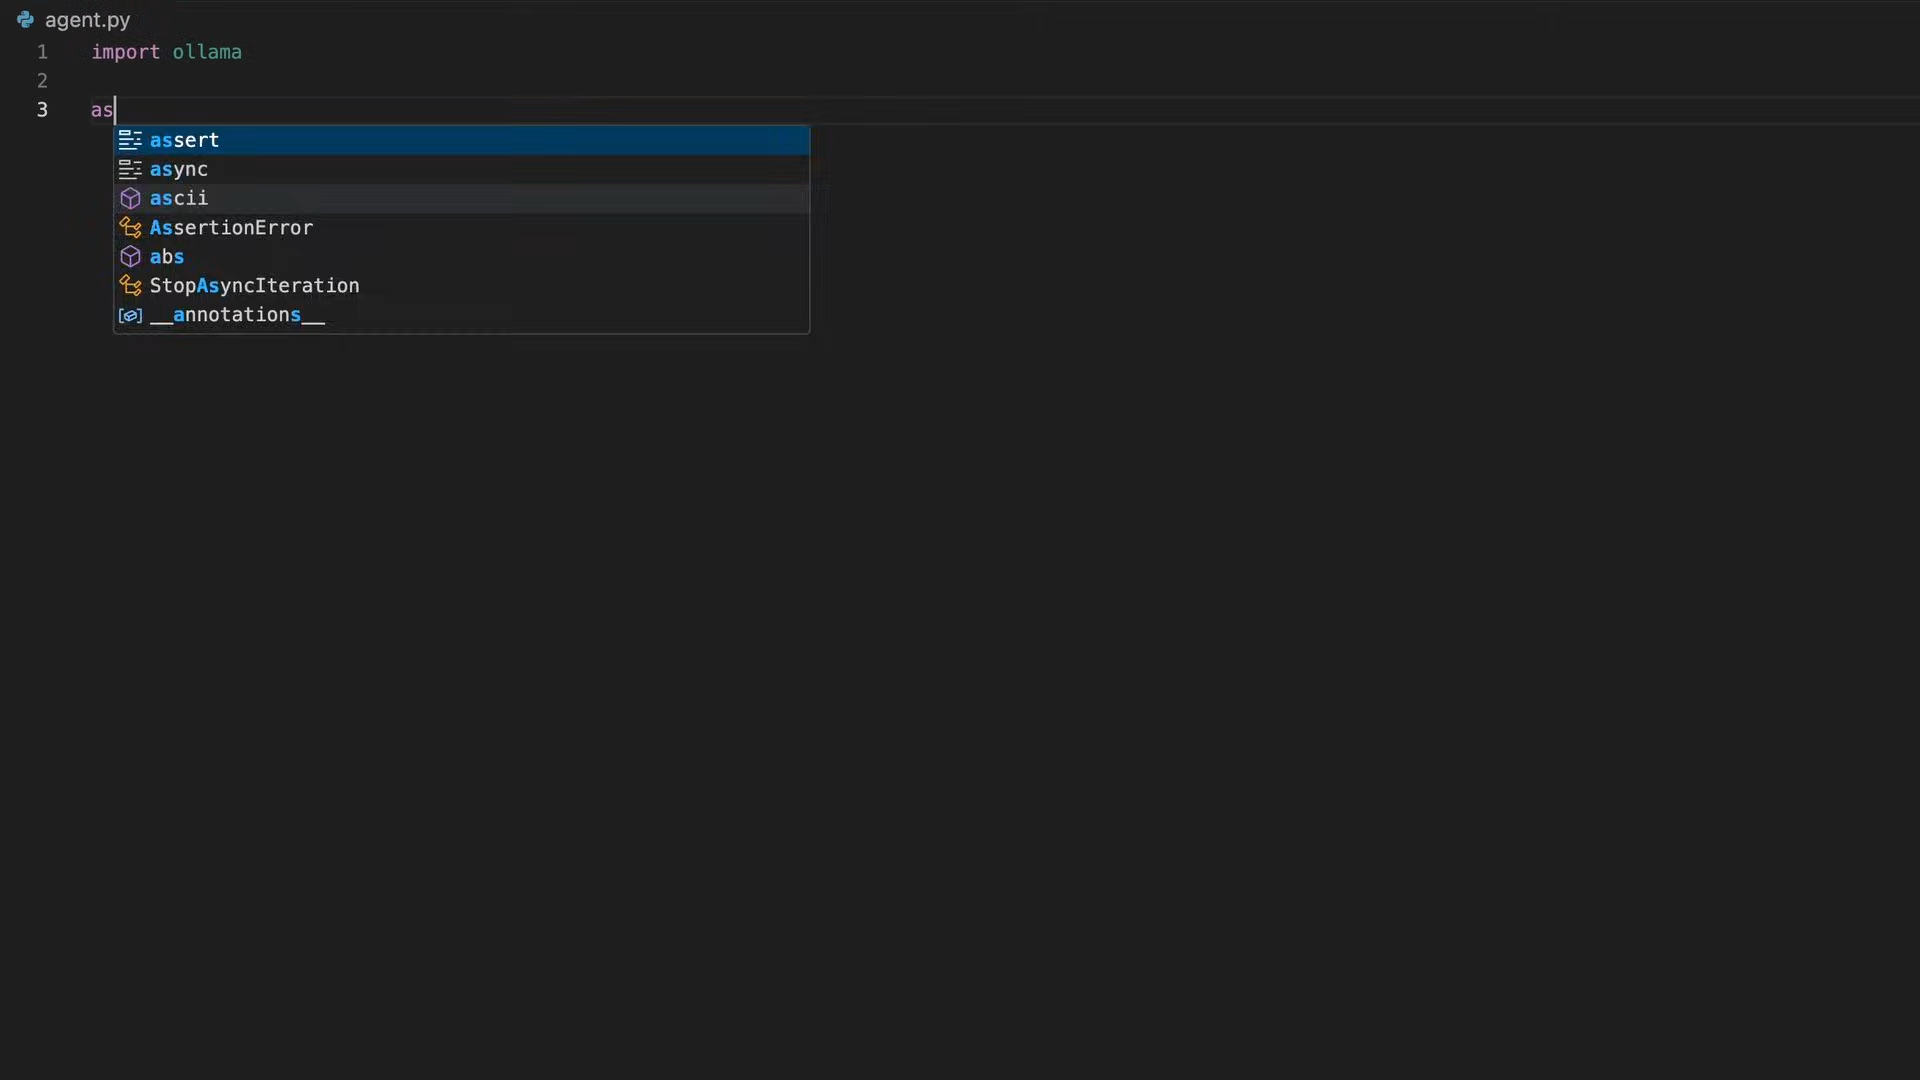 agent.py
1 import ollama
2
3 as
assert
async
ascii
AssertionError
abs
StopAsyncIteration
__annotations__